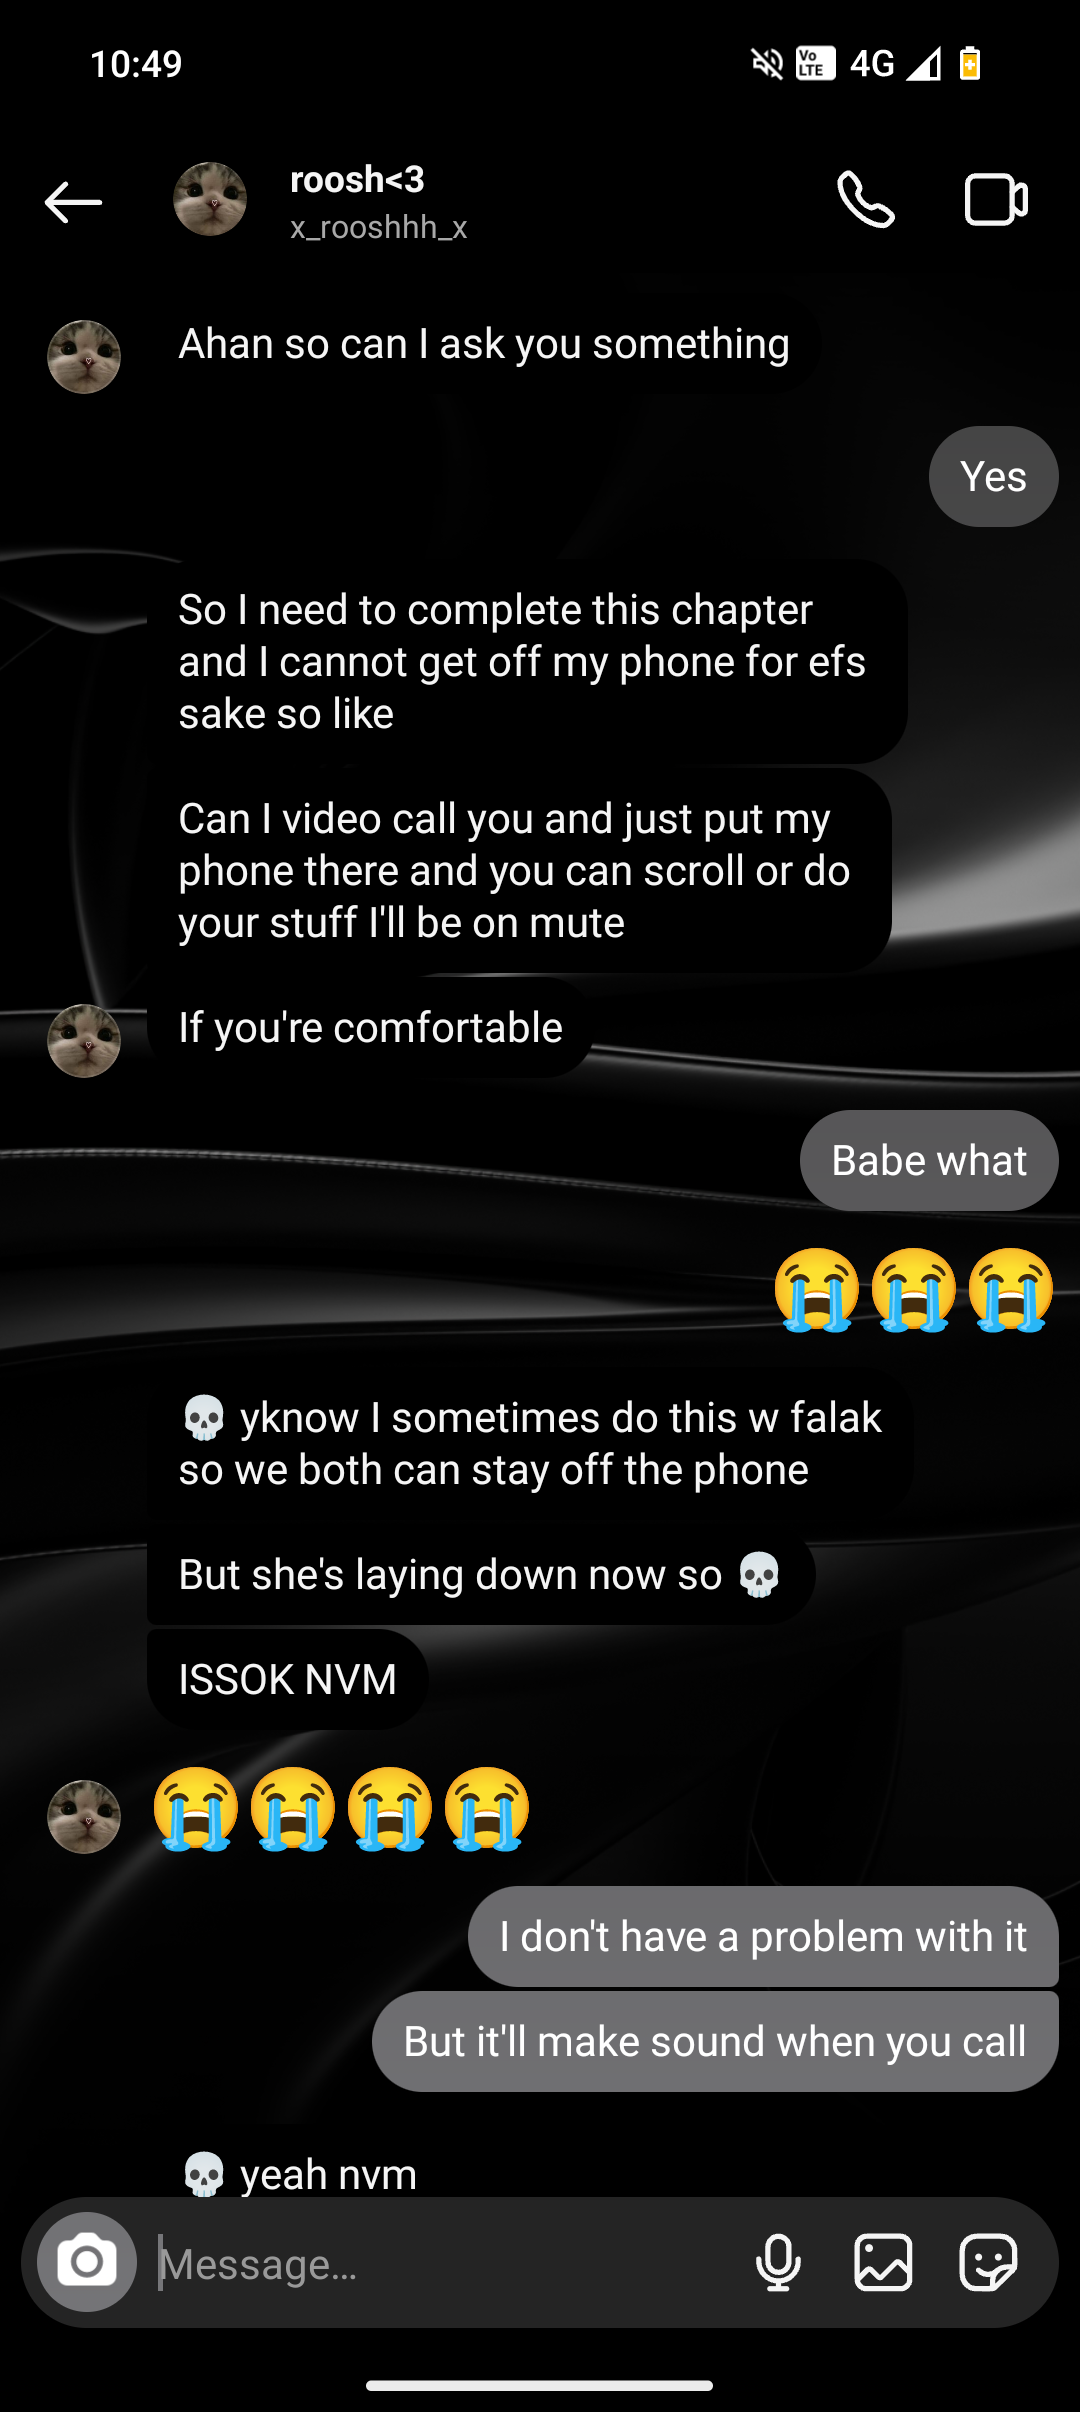 10:49
Vo
LTE
4G
roosh<3
x_rooshhh_x
Ahan so can I ask you something
Yes
So I need to complete this chapter
and I cannot get off my phone for efs
sake so like
Can I video call you and just put my
phone there and you can scroll or do
your stuff I'll be on mute
If you're comfortable
Babe what
😭😭😭
💀 yknow I sometimes do this w falak
so we both can stay off the phone
But she's laying down now so 💀
ISSOK NVM
😭😭😭😭
I don't have a problem with it
But it'll make sound when you call
💀 yeah nvm
Message...